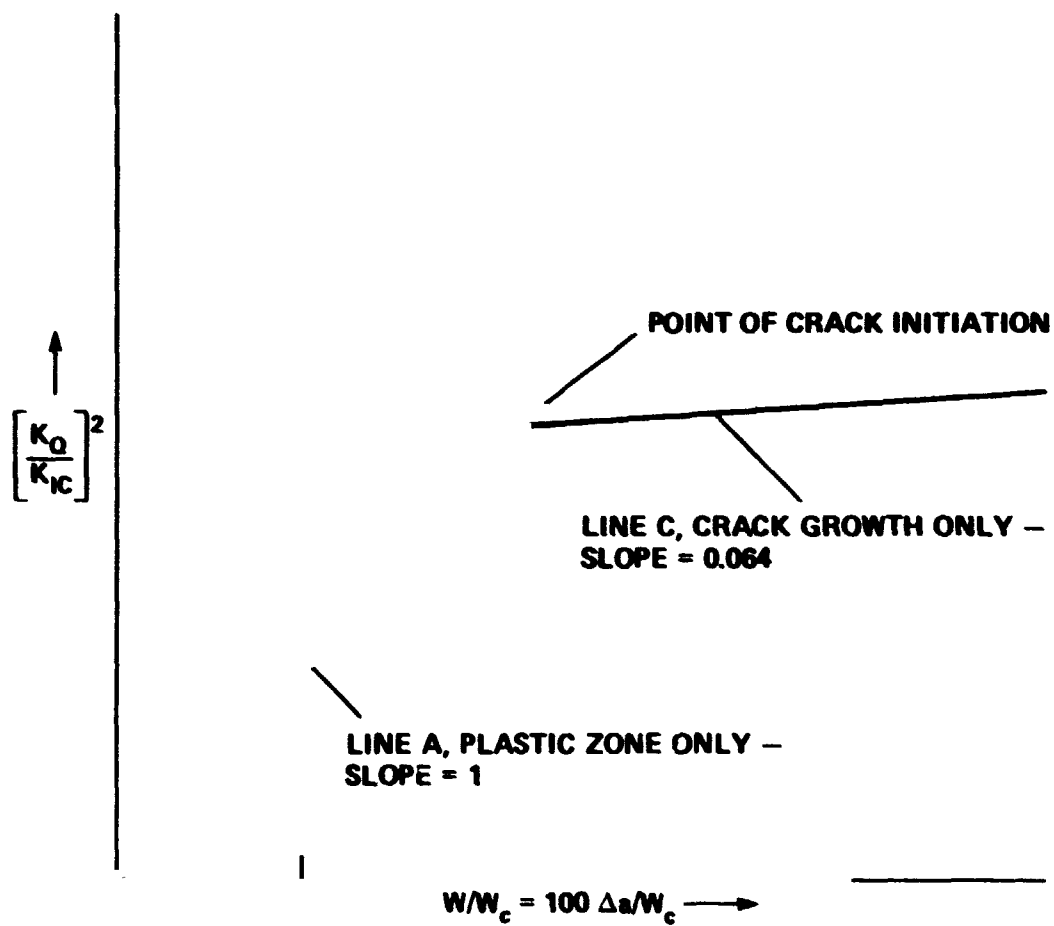 POINT OF CRACK INITIATION
[K_Q/K_IC]^2
LINE C, CRACK GROWTH ONLY –
SLOPE = 0.064
LINE A, PLASTIC ZONE ONLY –
SLOPE = 1
W/W_c = 100 Δa/W_c